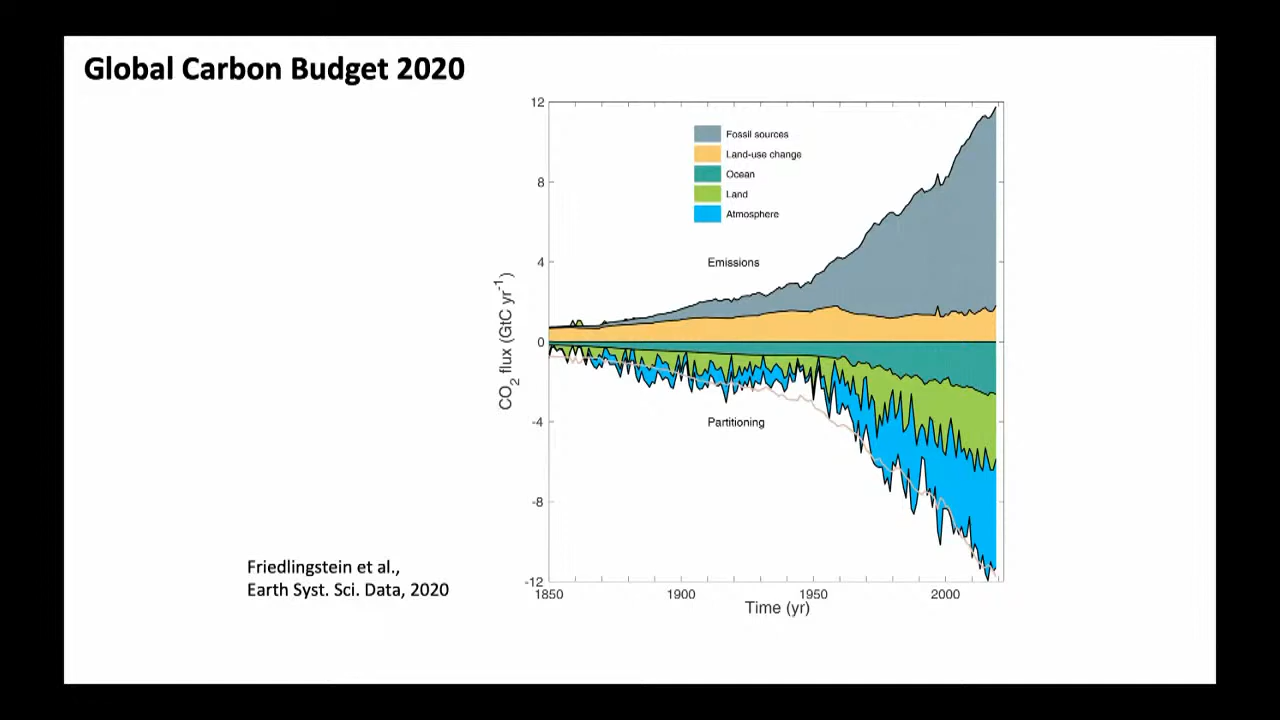 Global Carbon Budget 2020
12
8
4
0
-4
-8
-12
CO2 flux (GtC yr-1)
Fossil sources
Land-use change
Ocean
Land
Atmosphere
Emissions
Partitioning
1850
1900
1950
2000
Time (yr)
Friedlingstein et al.,
Earth Syst. Sci. Data, 2020